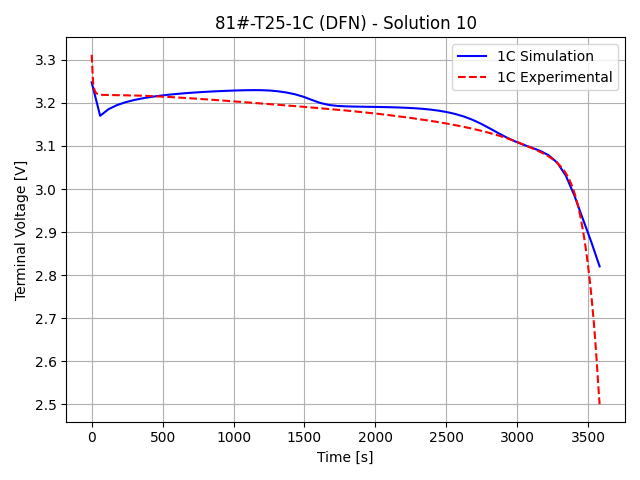 81#-T25-1C (DFN) - Solution 10
1C Simulation
1C Experimental
Terminal Voltage [V]
3.3
3.2
3.1
3.0
2.9
2.8
2.7
2.6
2.5
0 500 1000 1500 2000 2500 3000 3500
Time [s]